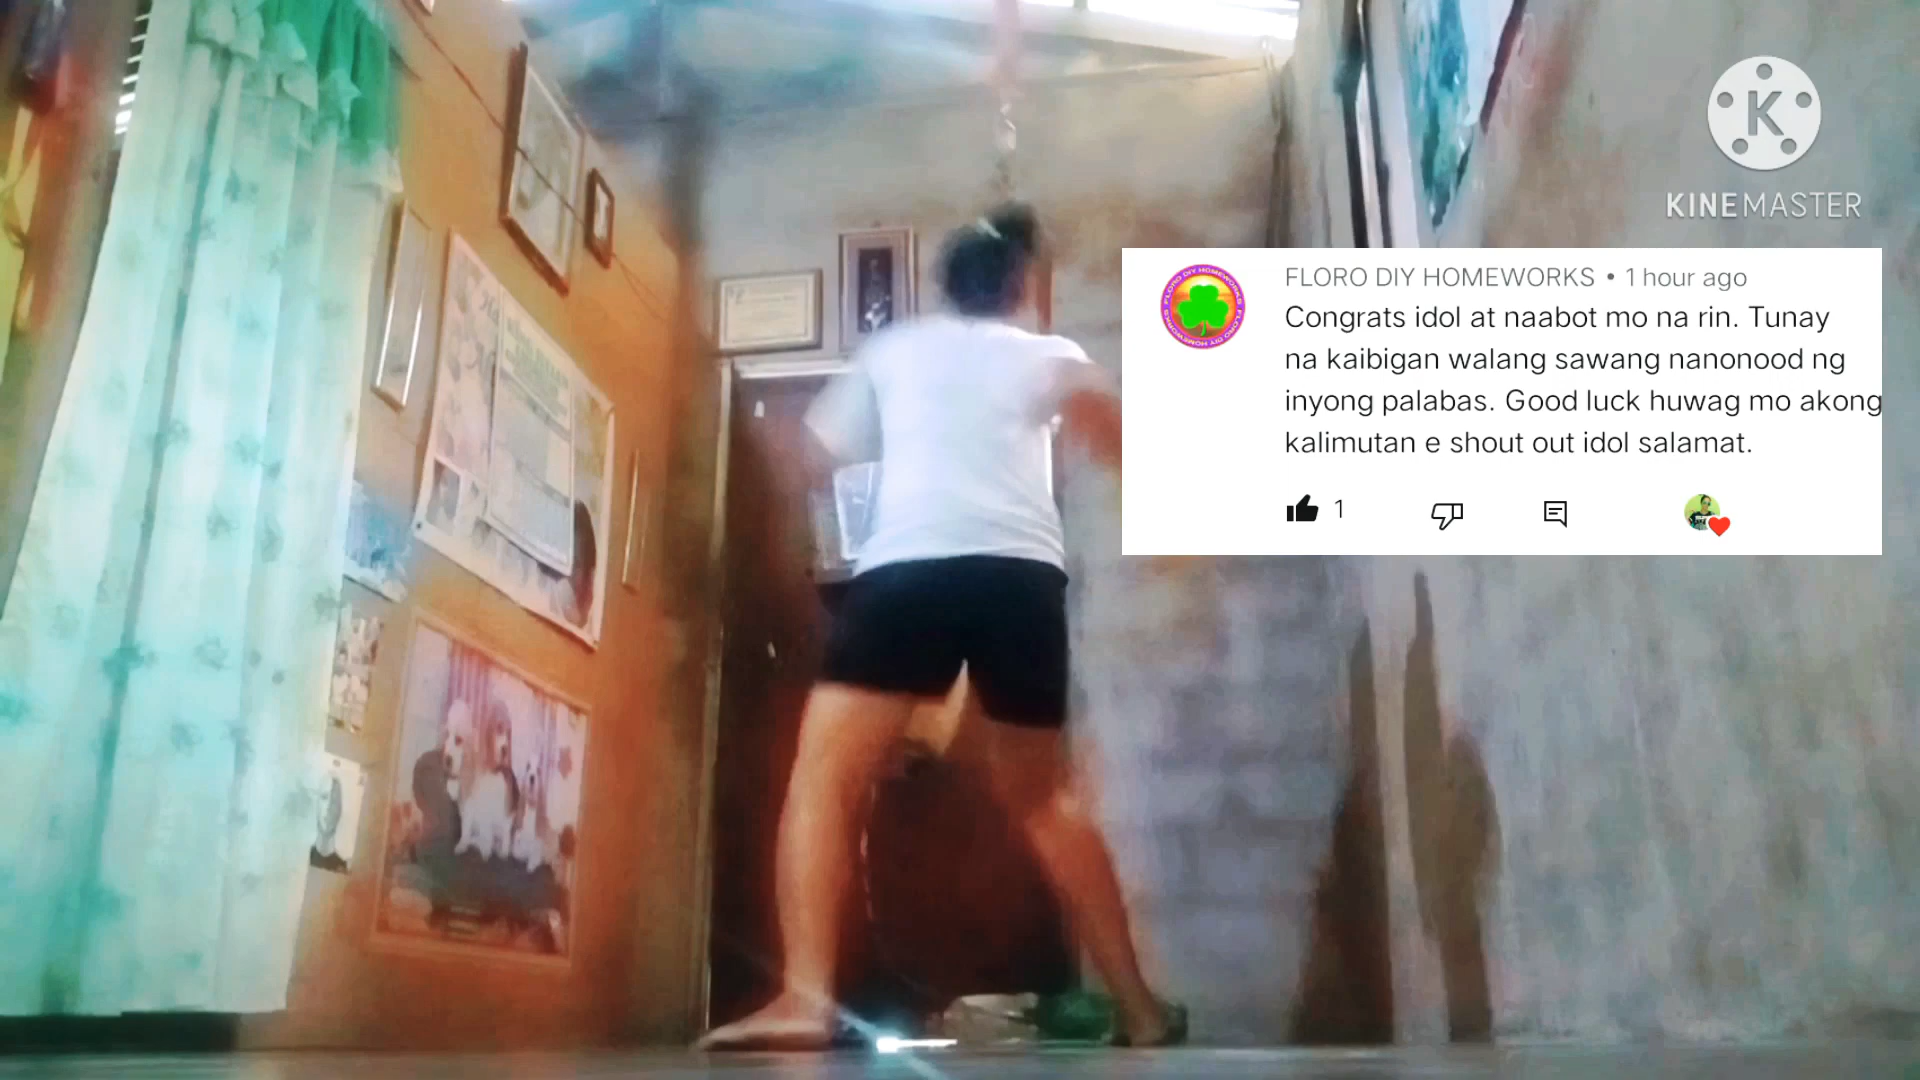 K
KINEMASTER
FLORO DIY HOMEWORKS • 1 hour ago
Congrats idol at naabot mo na rin. Tunay
na kaibigan walang sawang nanonood ng
inyong palabas. Good luck huwag mo akong
kalimutan e shout out idol salamat.
1